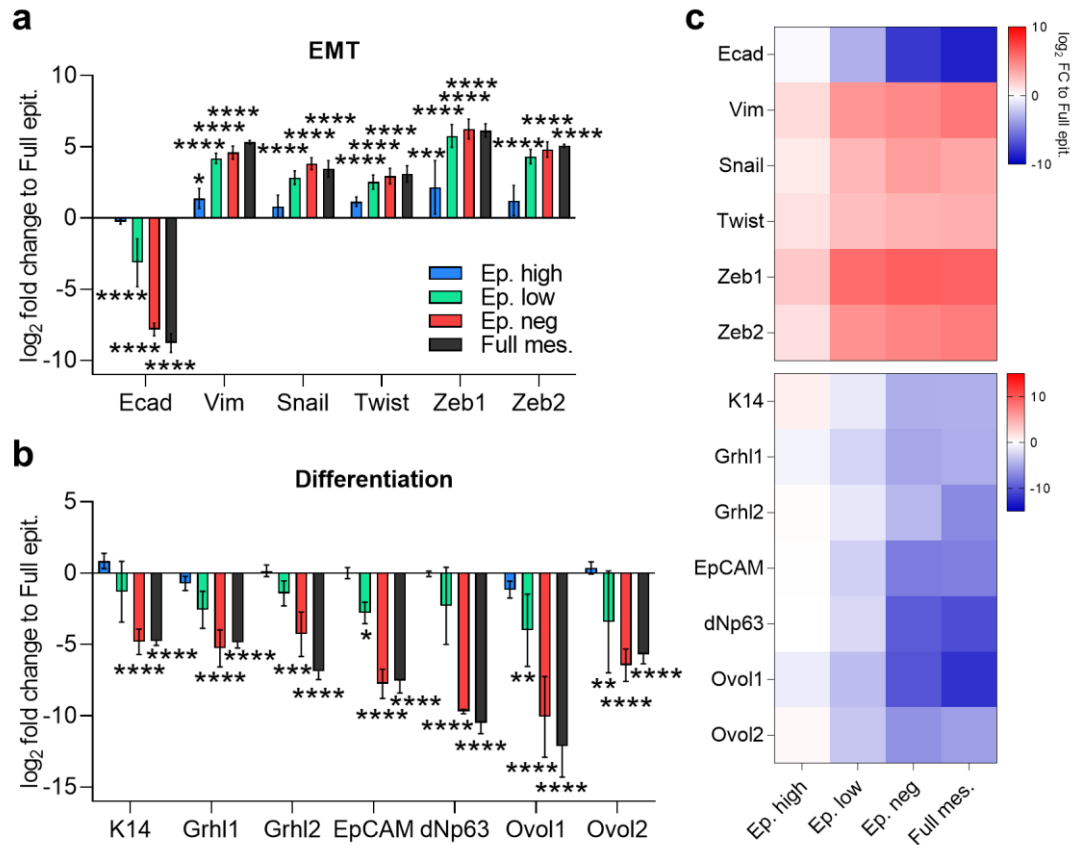 a
EMT
log2 fold change to Full epit.
10
5
0
-5
-10
* **** **** ****
**** **** ****
**** **** ****
*** **** **** ****
**** **** ****
**** **** ****
Ep. high
Ep. low
Ep. neg
Full mes.
Ecad Vim Snail Twist Zeb1 Zeb2
b
Differentiation
log2 fold change to Full epit.
5
0
-5
-10
-15
**** ****
**** ****
*** ****
* **** ****
**** ****
** **** ****
** **** ****
K14 Grhl1 Grhl2 EpCAM dNp63 Ovol1 Ovol2
c
Ecad
Vim
Snail
Twist
Zeb1
Zeb2
10
5
0
-5
-10
log2 FC to Full epit.
K14
Grhl1
Grhl2
EpCAM
dNp63
Ovol1
Ovol2
10
0
-10
Ep. high
Ep. low
Ep. neg
Full mes.